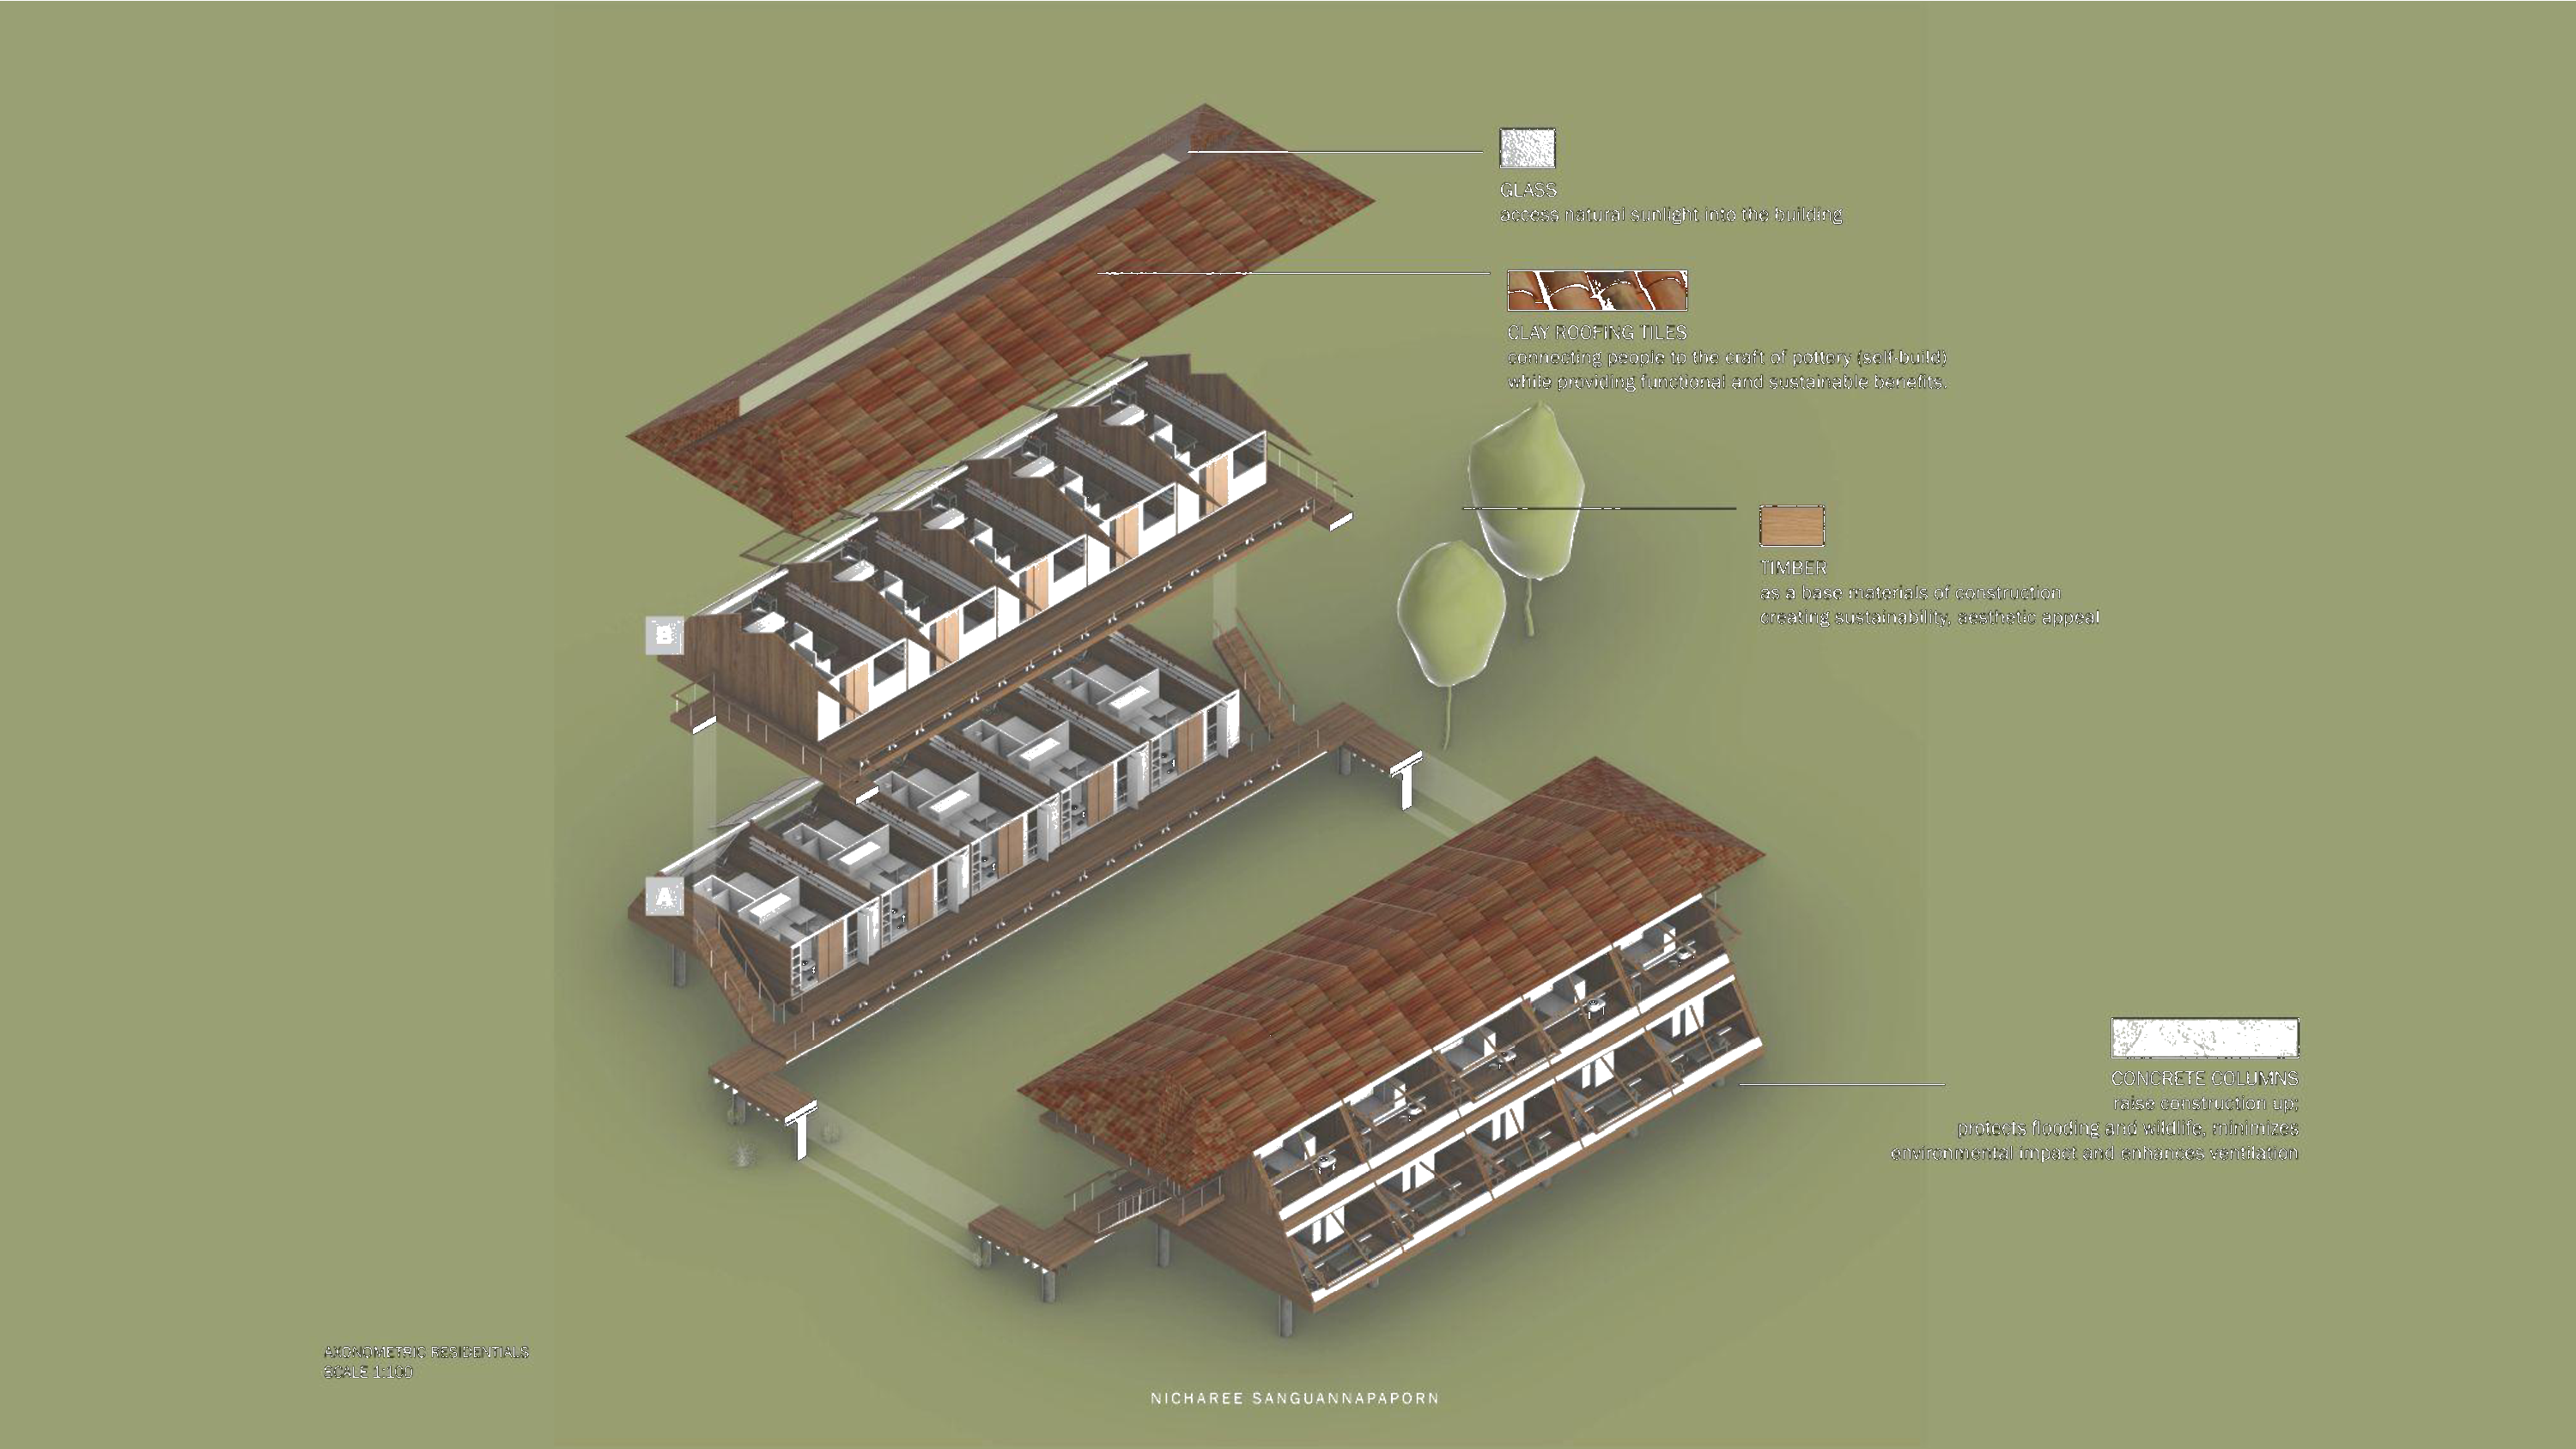 GLASS
access natural sunlight into the building
CLAY ROOFING TILES
connecting people to the craft of pottery (self-build)
while providing functional and sustainable benefits.
TIMBER
as a base materials of construction
creating sustainability, aesthetic appeal
B
A
CONCRETE COLUMNS
raise construction up;
protects flooding and wildlife, minimizes
environmental impact and enhances ventilation
AXONOMETRIC RESIDENTIALS
SCALE 1:100
NICHAREE SANGUANNAPAPORN